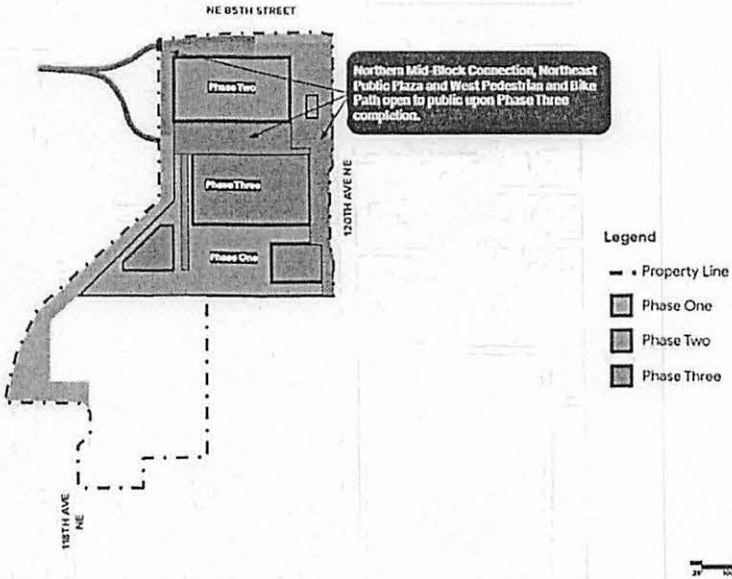 NE 85TH STREET
Phase Two
Northern Mid-Block Connection, Northeast
Public Plaza and West Pedestrian and Bike
Path open to public upon Phase Three
completion.
Phase Three
120TH AVE NE
Phase One
Legend
Property Line
Phase One
Phase Two
Phase Three
118TH AVE
NE